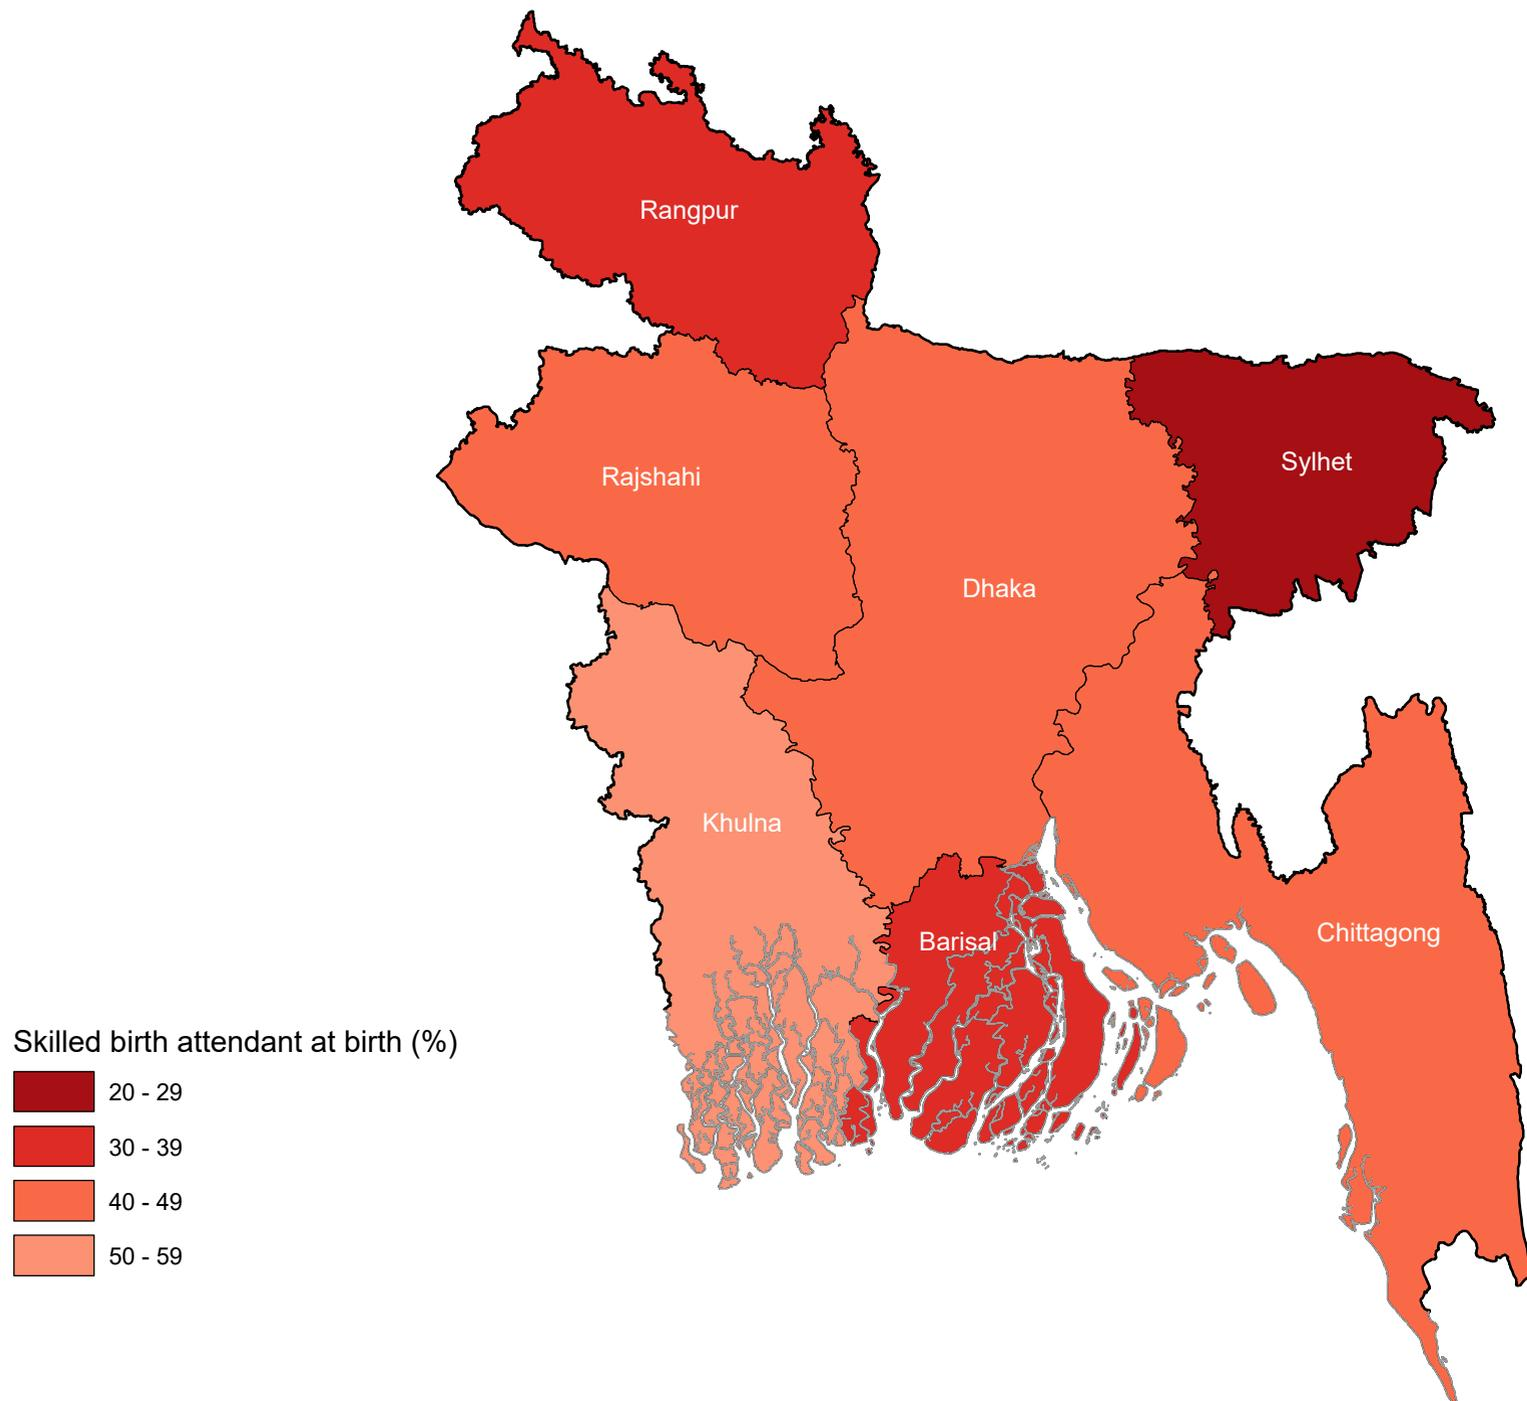 Rangpur
Sylhet
Rajshahi
Dhaka
Khulna
Chittagong
Barisal
Skilled birth attendant at birth (%)
20 - 29
30 - 39
40 - 49
50 - 59